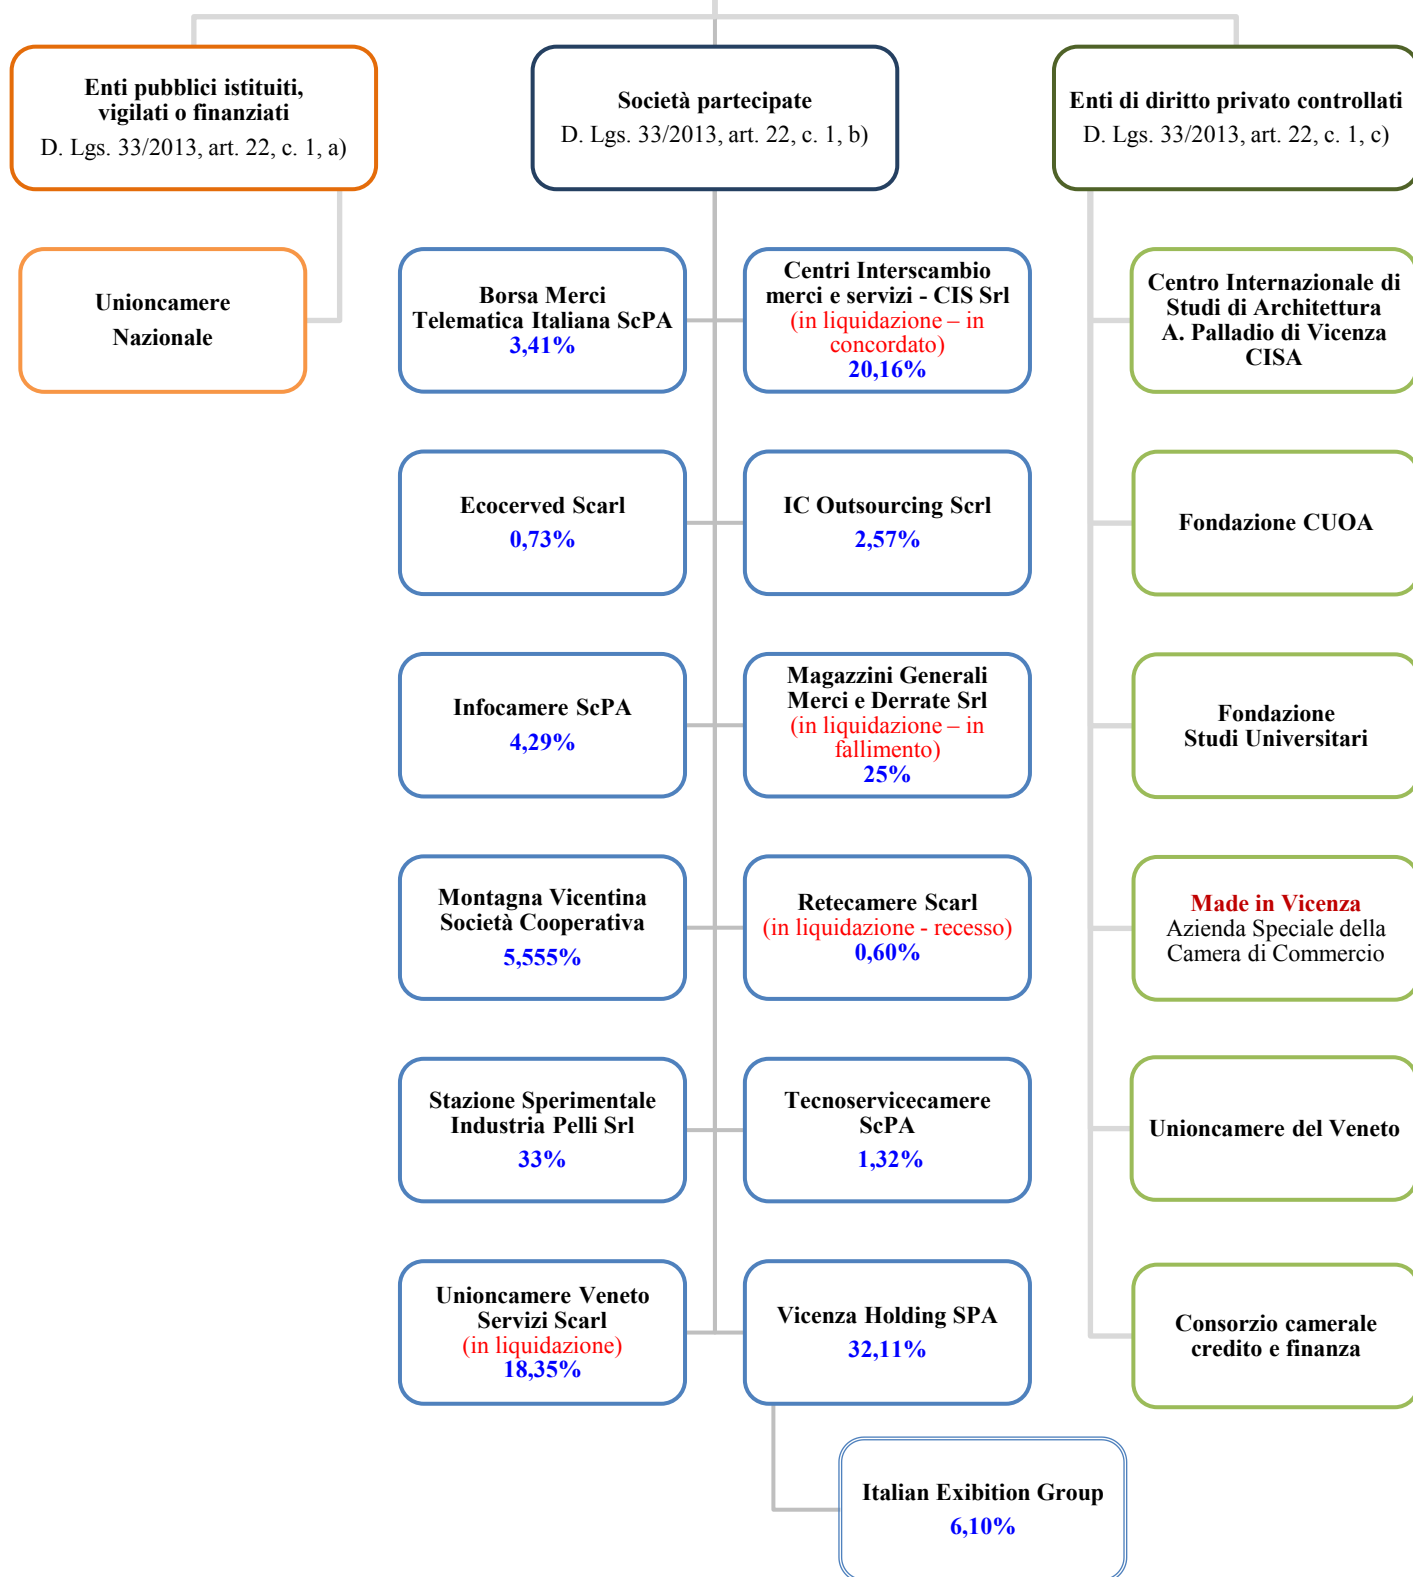 Enti pubblici istituiti,
vigilati o finanziati
D. Lgs. 33/2013, art. 22, c. 1, a)
Società partecipate
D. Lgs. 33/2013, art. 22, c. 1, b)
Enti di diritto privato controllati
D. Lgs. 33/2013, art. 22, c. 1, c)
Unioncamere
Nazionale
Borsa Merci
Telematica Italiana ScPA
3,41%
Centri Interscambio
merci e servizi - CIS Srl
(in liquidazione – in
concordato)
20,16%
Centro Internazionale di
Studi di Architettura
A. Palladio di Vicenza
CISA
Ecocerved Scarl
0,73%
IC Outsourcing Scrl
2,57%
Fondazione CUOA
Infocamere ScPA
4,29%
Magazzini Generali
Merci e Derrate Srl
(in liquidazione – in
fallimento)
25%
Fondazione
Studi Universitari
Montagna Vicentina
Società Cooperativa
5,555%
Retecamere Scarl
(in liquidazione - recesso)
0,60%
Made in Vicenza
Azienda Speciale della
Camera di Commercio
Stazione Sperimentale
Industria Pelli Srl
33%
Tecnoservicecamere
ScPA
1,32%
Unioncamere del Veneto
Unioncamere Veneto
Servizi Scarl
(in liquidazione)
18,35%
Vicenza Holding SPA
32,11%
Consorzio camerale
credito e finanza
Italian Exibition Group
6,10%